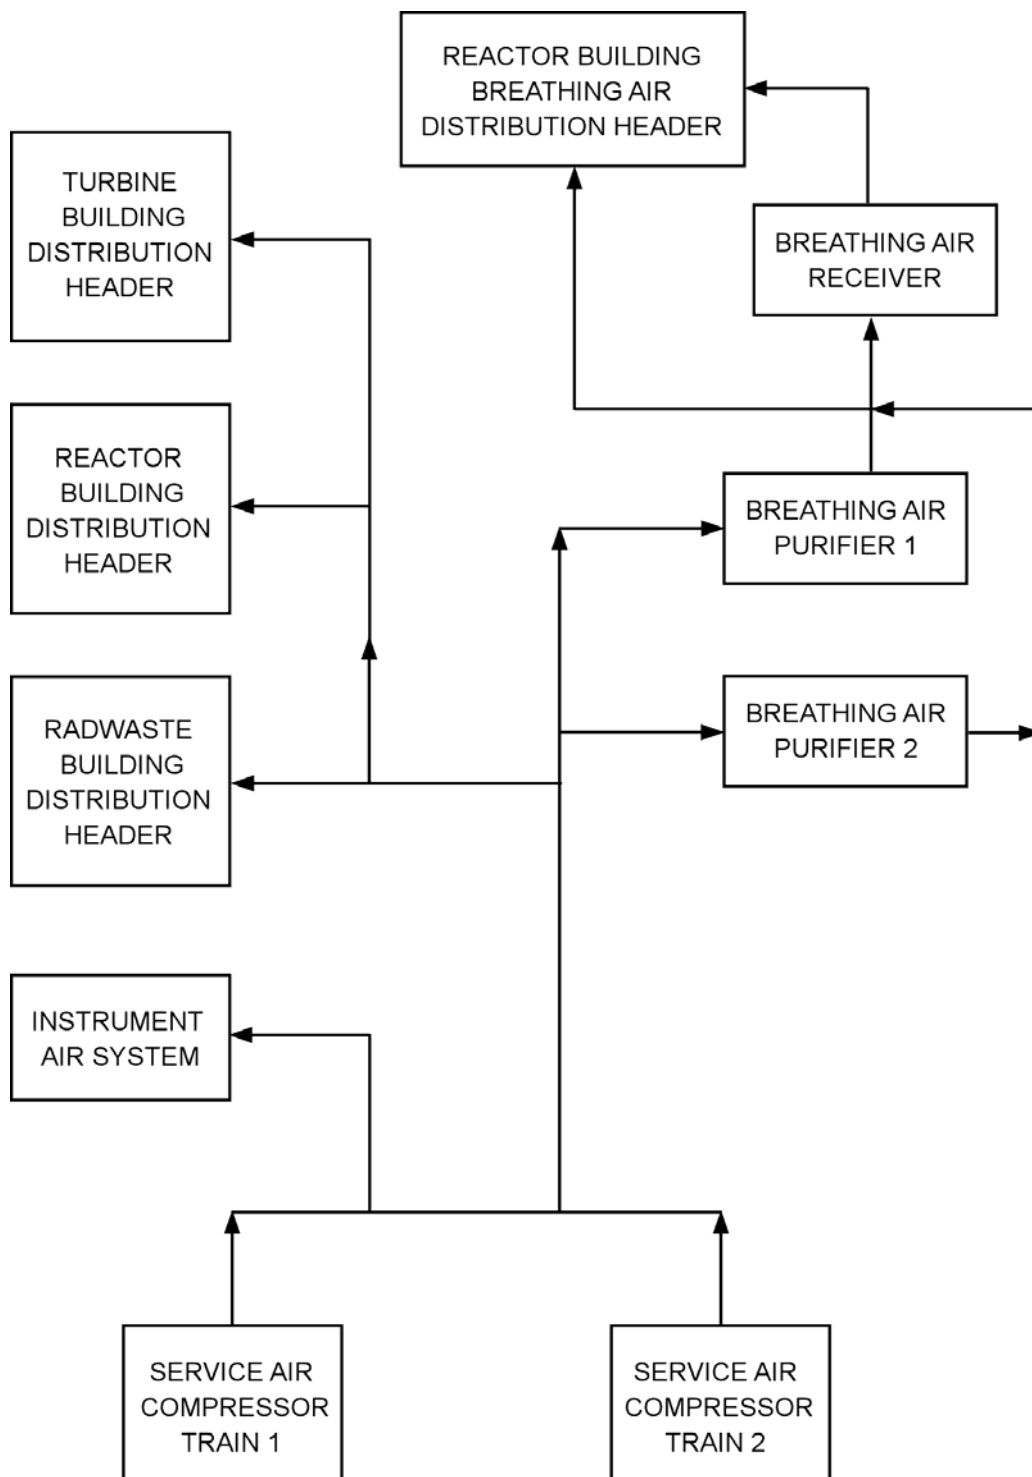 REACTOR BUILDING
BREATHING AIR
DISTRIBUTION HEADER
TURBINE
BUILDING
DISTRIBUTION
HEADER
BREATHING AIR
RECEIVER
REACTOR
BUILDING
DISTRIBUTION
HEADER
BREATHING AIR
PURIFIER 1
RADWASTE
BUILDING
DISTRIBUTION
HEADER
BREATHING AIR
PURIFIER 2
INSTRUMENT
AIR SYSTEM
SERVICE AIR
COMPRESSOR
TRAIN 1
SERVICE AIR
COMPRESSOR
TRAIN 2